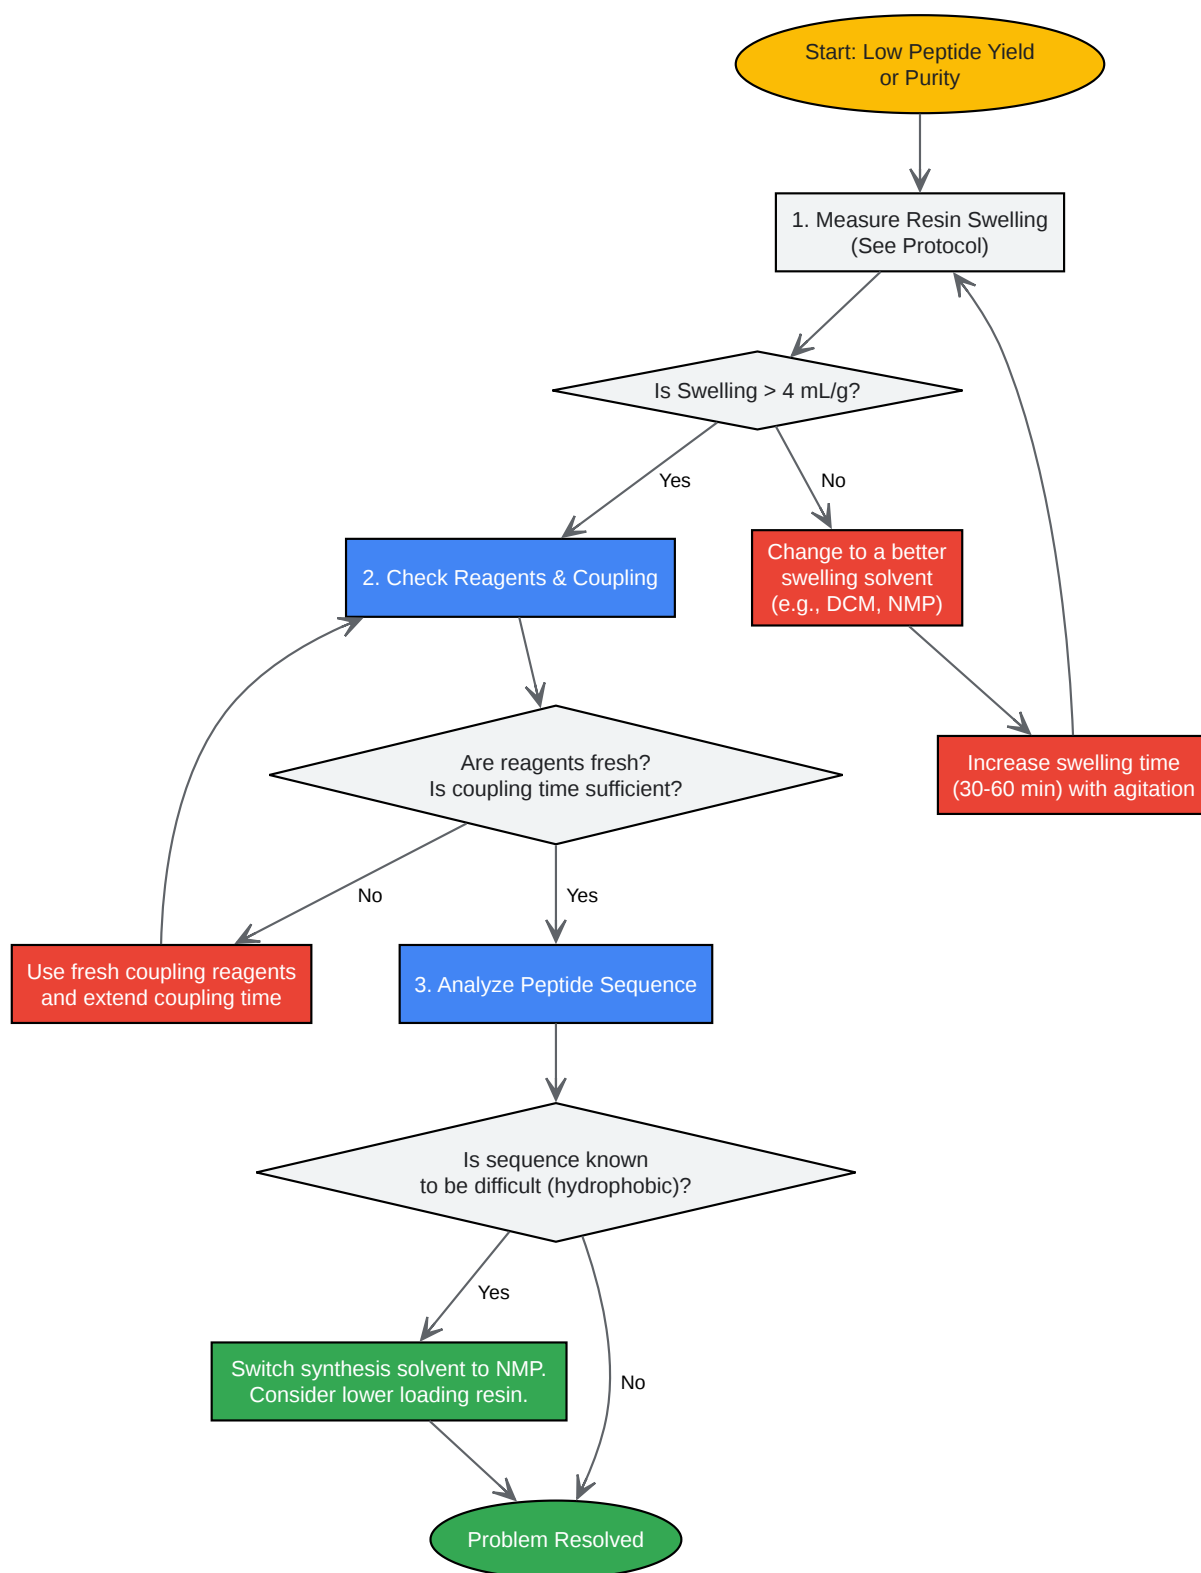 Start: Low Peptide Yield
or Purity
1. Measure Resin Swelling
(See Protocol)
Is Swelling > 4 mL/g?
Yes
No
2. Check Reagents & Coupling
Change to a better
swelling solvent
(e.g., DCM, NMP)
Are reagents fresh?
Is coupling time sufficient?
Increase swelling time
(30-60 min) with agitation
No
Yes
Use fresh coupling reagents
and extend coupling time
3. Analyze Peptide Sequence
Is sequence known
to be difficult (hydrophobic)?
Yes
No
Switch synthesis solvent to NMP.
Consider lower loading resin.
Problem Resolved